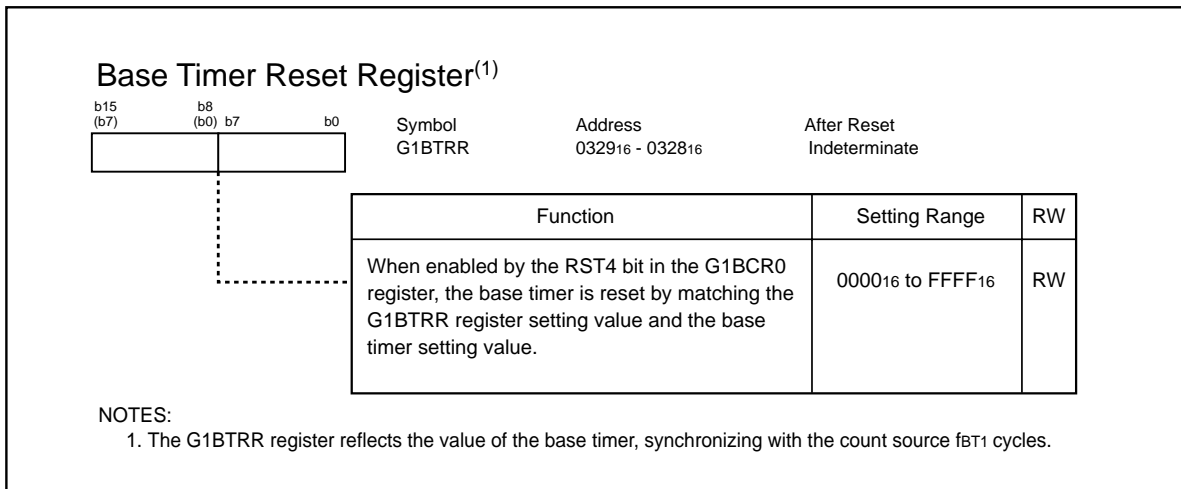 Base Timer Reset Register(1)
b15 b8
(b7) (b0) b7 b0
Symbol Address After Reset
G1BTRR 032916 - 032816 Indeterminate
Function Setting Range RW
When enabled by the RST4 bit in the G1BCR0
register, the base timer is reset by matching the
G1BTRR register setting value and the base
timer setting value.
000016 to FFFF16 RW
NOTES:
1. The G1BTRR register reflects the value of the base timer, synchronizing with the count source fBT1 cycles.